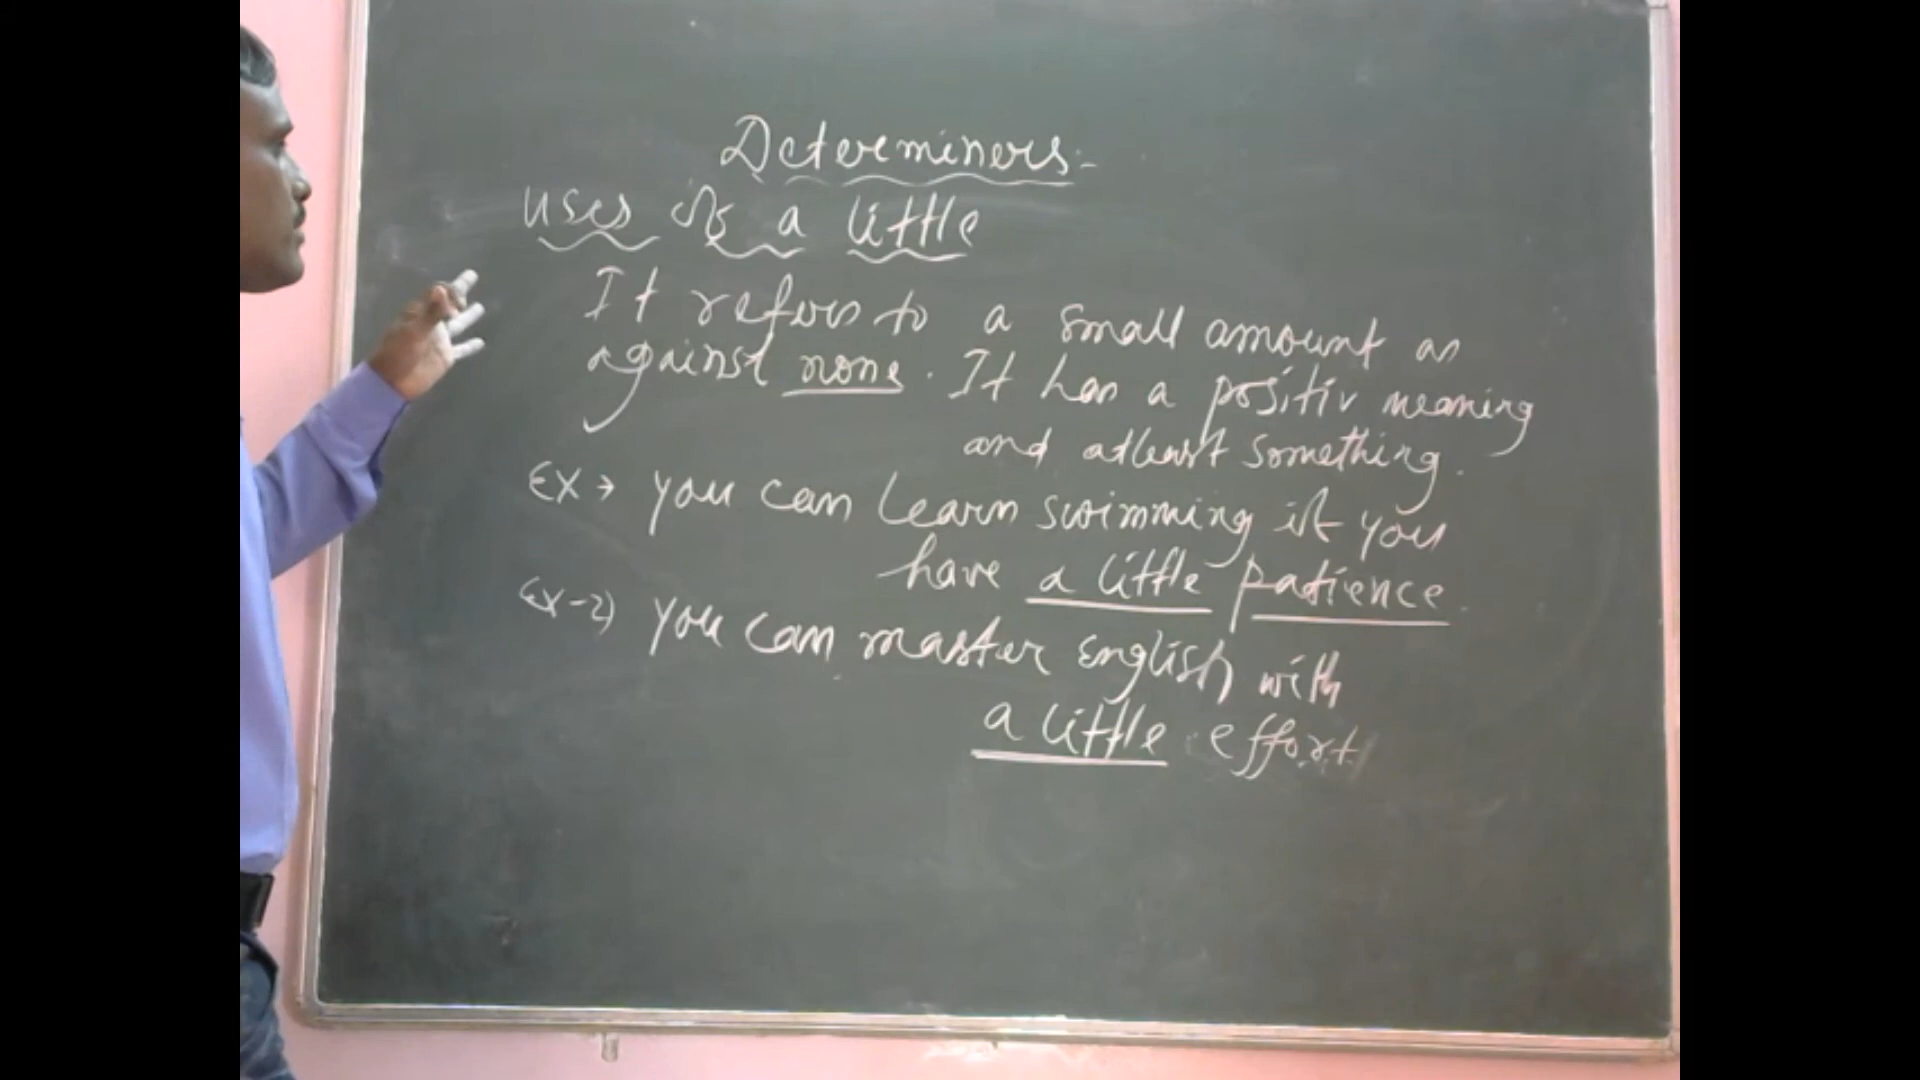 Determiners:-
Uses of a little
It refers to a small amount as
against none. It has a positiv meaning
and atleast something.
Ex → you can learn swimming if you
have a little patience.
Ex-2) you can master English with
a little effort